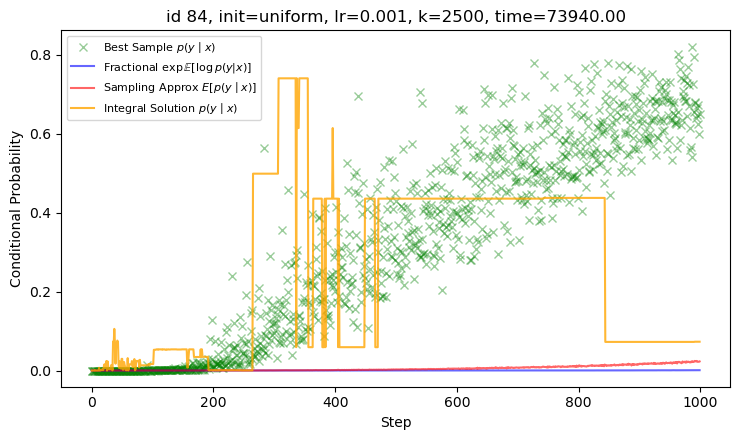 id 84, init=uniform, lr=0.001, k=2500, time=73940.00
Best Sample p(y | x)
Fractional exp𝔼[log p(y|x)]
Sampling Approx E[p(y | x)]
Integral Solution p(y | x)
Conditional Probability
0.8
0.6
0.4
0.2
0.0
0 200 400 600 800 1000
Step